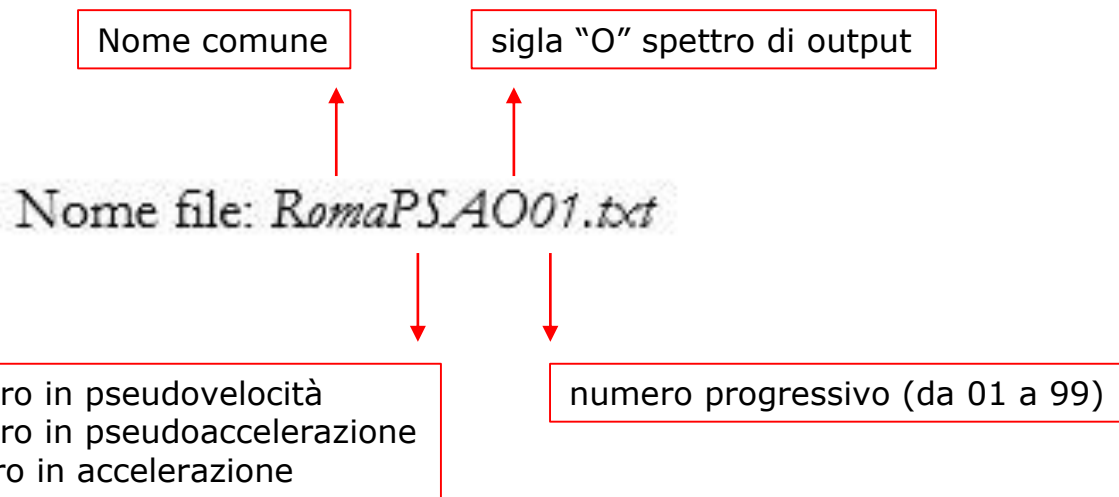 Nome comune
sigla “O” spettro di output
Nome file: RomaPSAO01.txt
ro in pseudovelocità
ro in pseudoaccelerazione
ro in accelerazione
numero progressivo (da 01 a 99)